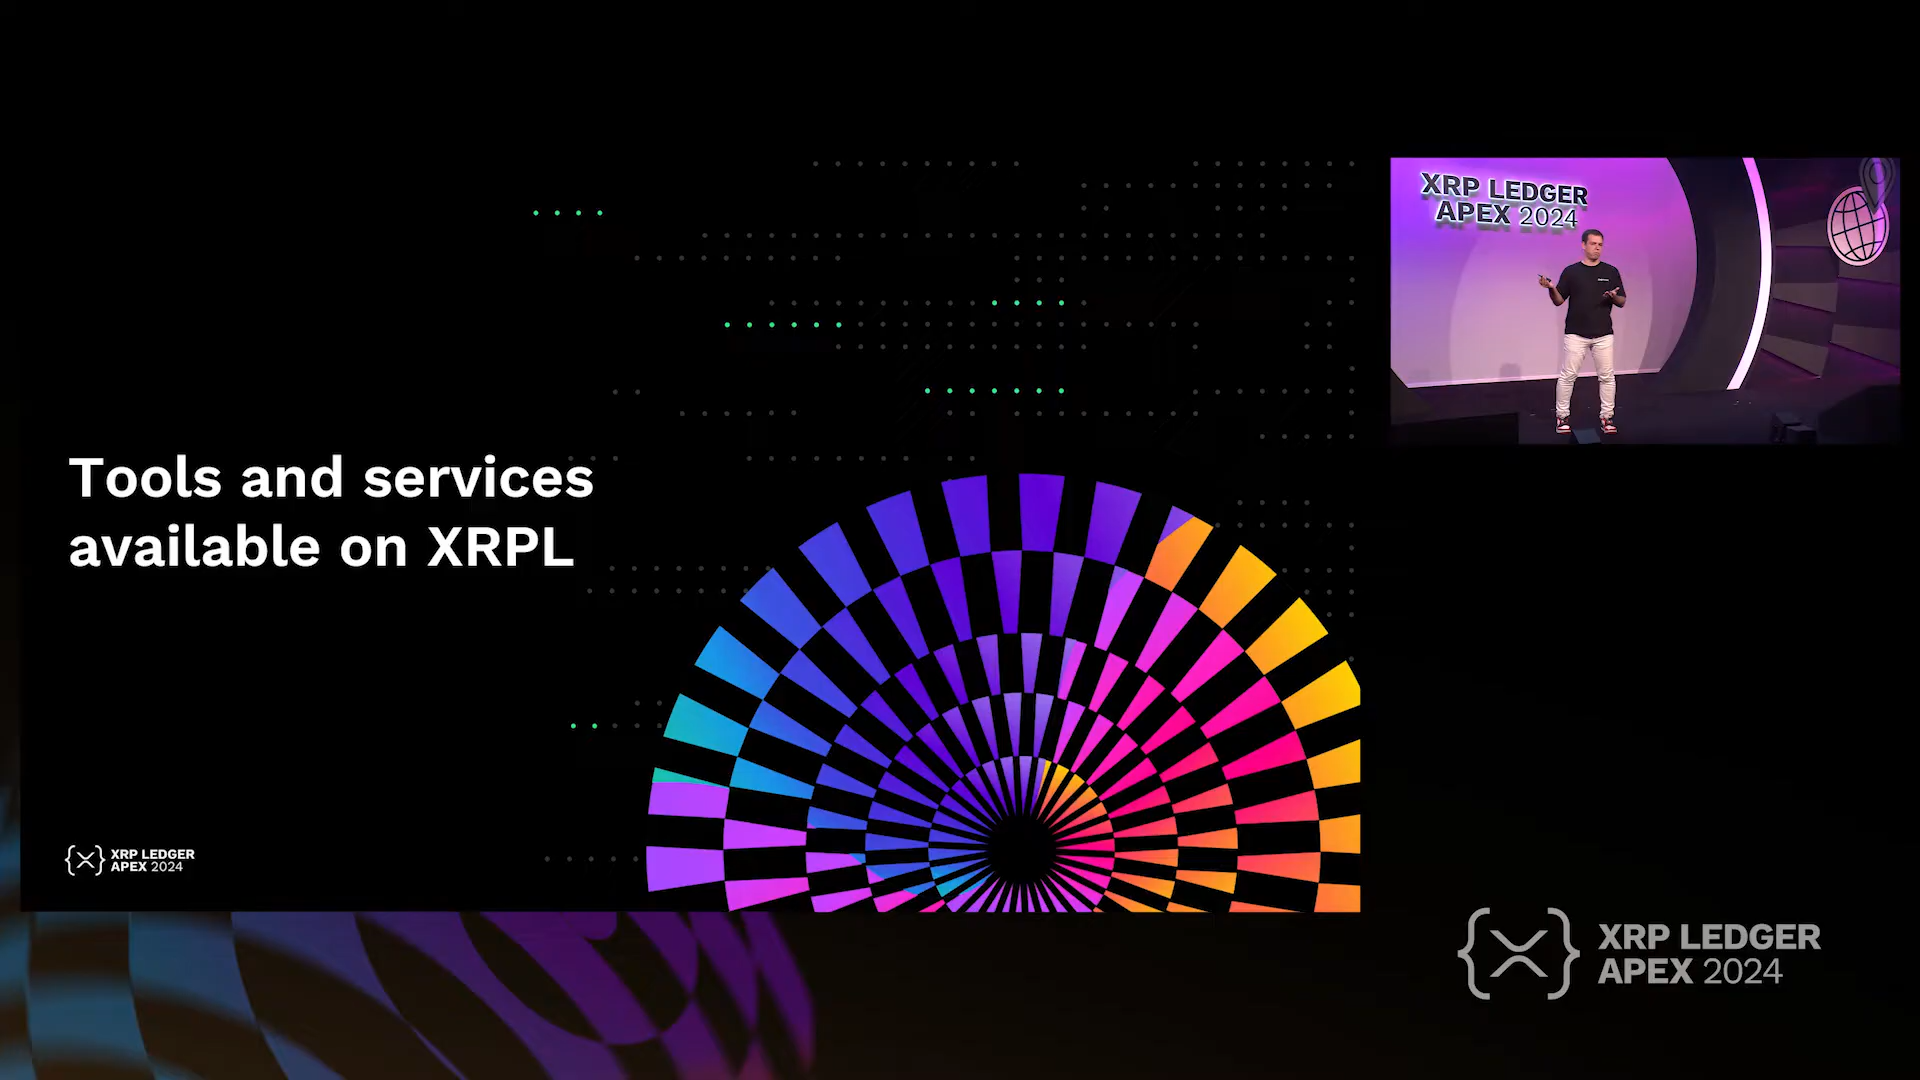 Tools and services
available on XRPL
XRP LEDGER
APEX 2024
XRP LEDGER
APEX 2024
XRP LEDGER
APEX 2024